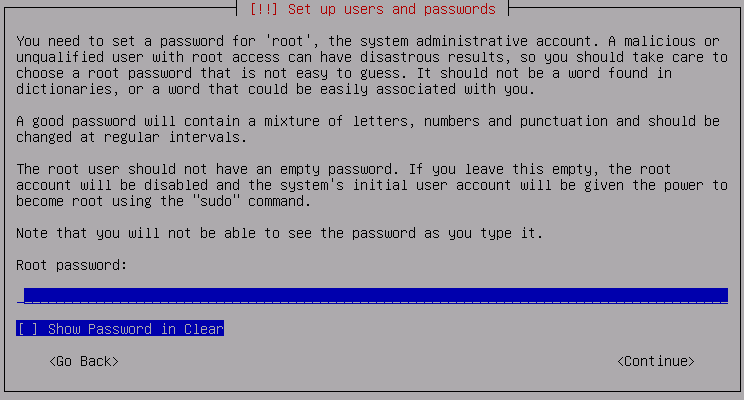 [!!] Set up users and passwords
You need to set a password for 'root', the system administrative account. A malicious or
unqualified user with root access can have disastrous results, so you should take care to
choose a root password that is not easy to guess. It should not be a word found in
dictionaries, or a word that could be easily associated with you.
A good password will contain a mixture of letters, numbers and punctuation and should be
changed at regular intervals.
The root user should not have an empty password. If you leave this empty, the root
account will be disabled and the system's initial user account will be given the power to
become root using the "sudo" command.
Note that you will not be able to see the password as you type it.
Root password:
[ ] Show Password in Clear
<Go Back> <Continue>